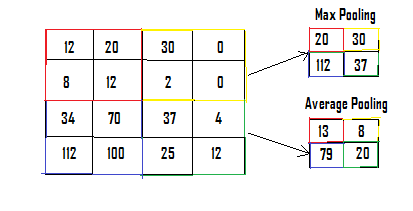 Max Pooling
12 20 30 0
20 30
8 12 2 0
112 37
34 70 37 4
Average Pooling
13 8
112 100 25 12
79 20